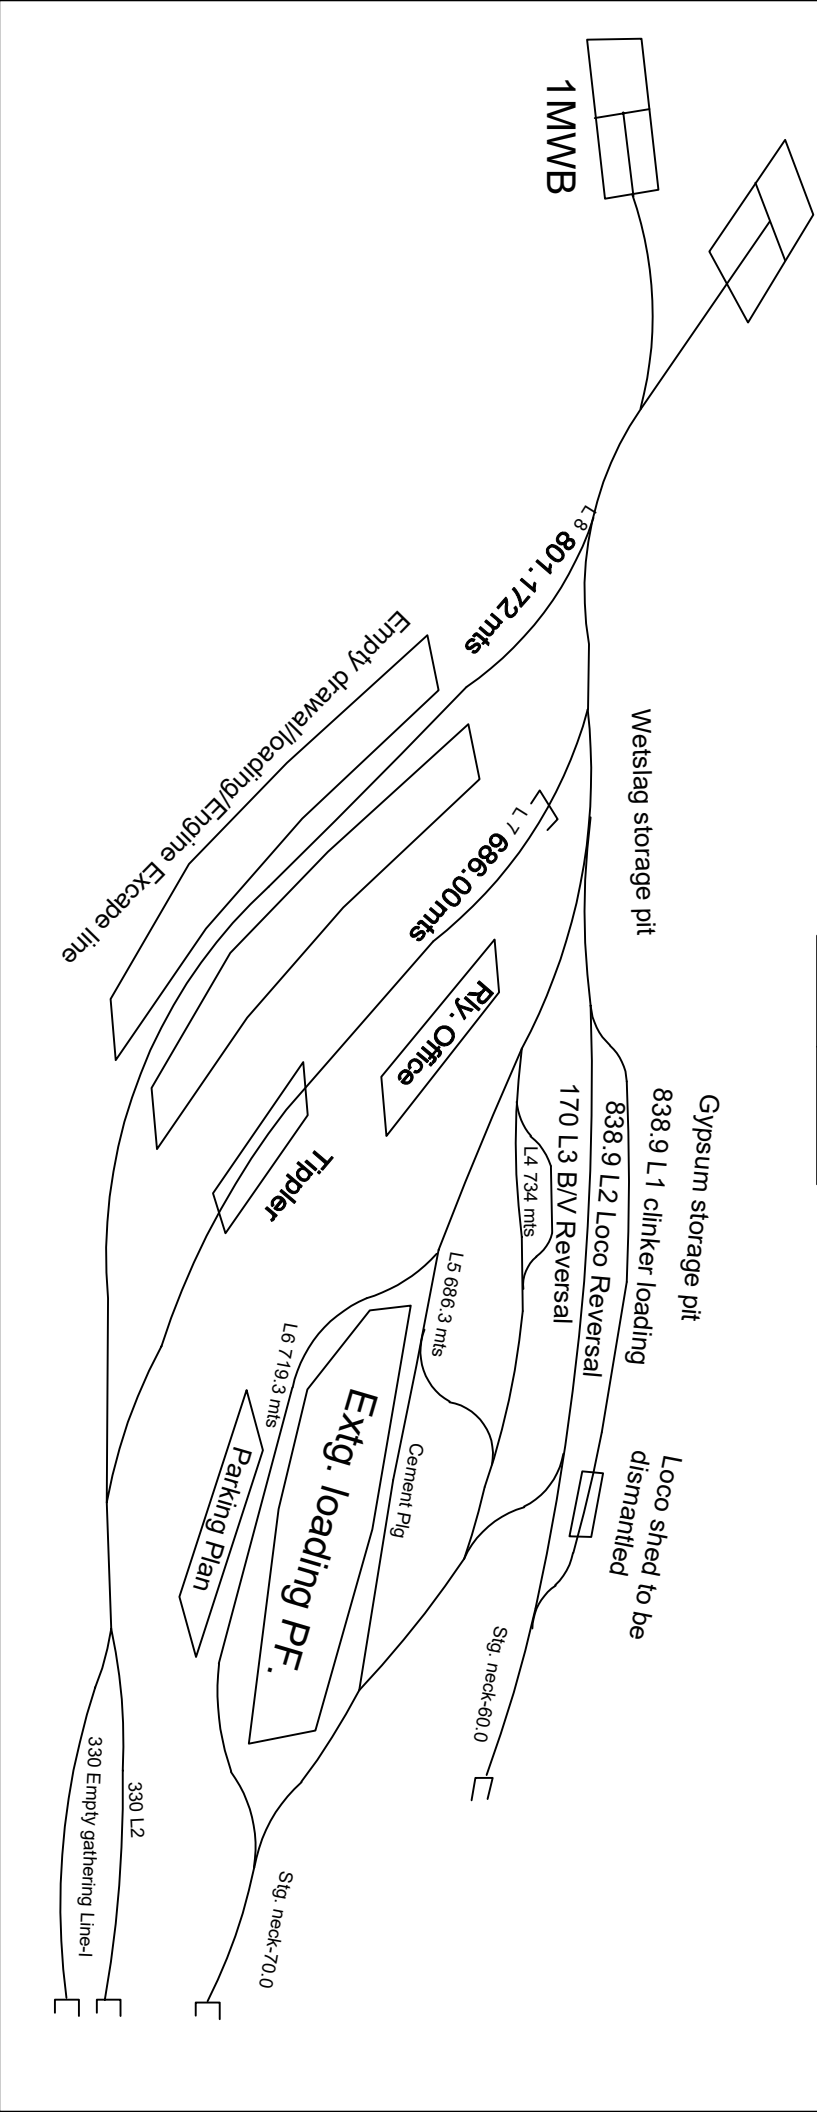 1MWB
L 8 801.172mts
Empty drawal/loading/Engine Excape line
Wetslag storage pit
L 7 686.00mts
Rly. Office
Tippler
Gypsum storage pit
838.9 L1 clinker loading
838.9 L2 Loco Reversal
170 L3 B/V Reversal
L4 734 mts
L5 686.3 mts
L6 719.3 mts
Extg. loading PF.
Cement Plg
Parking Plan
Loco shed to be
dismantled
Stg. neck-60.0
Stg. neck-70.0
330 L2
330 Empty gathering Line-I